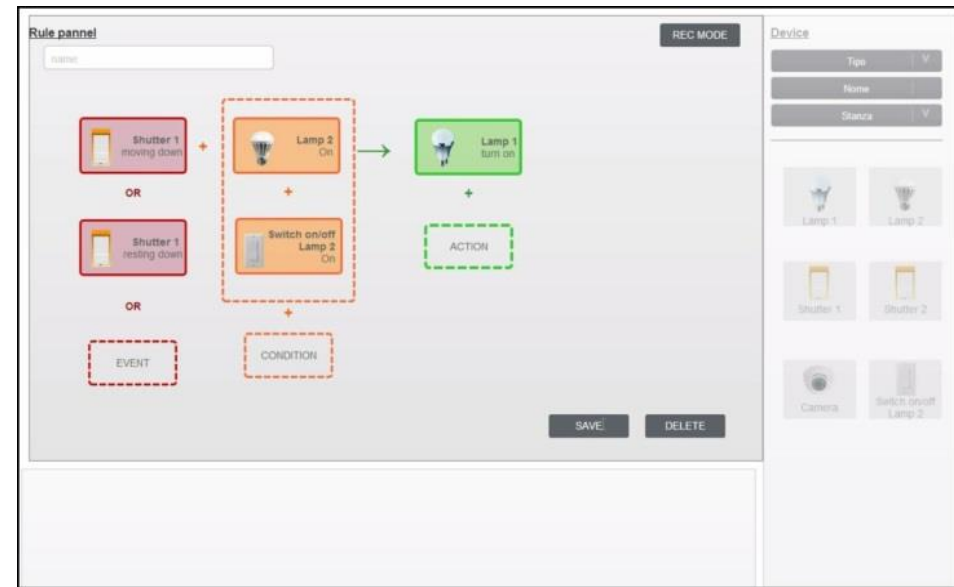 Rule pannel
REC MODE
name
Shutter 1
moving down
+
Lamp 2
On
Lamp 1
turn on
OR
+
+
Shutter 1
resting down
Switch on/off
Lamp 2
On
ACTION
OR
+
EVENT
CONDITION
SAVE
DELETE
Device
Tipo V
Nome
Stanza V
Lamp 1
Lamp 2
Shutter 1
Shutter 2
Camera
Switch on/off
Lamp 2